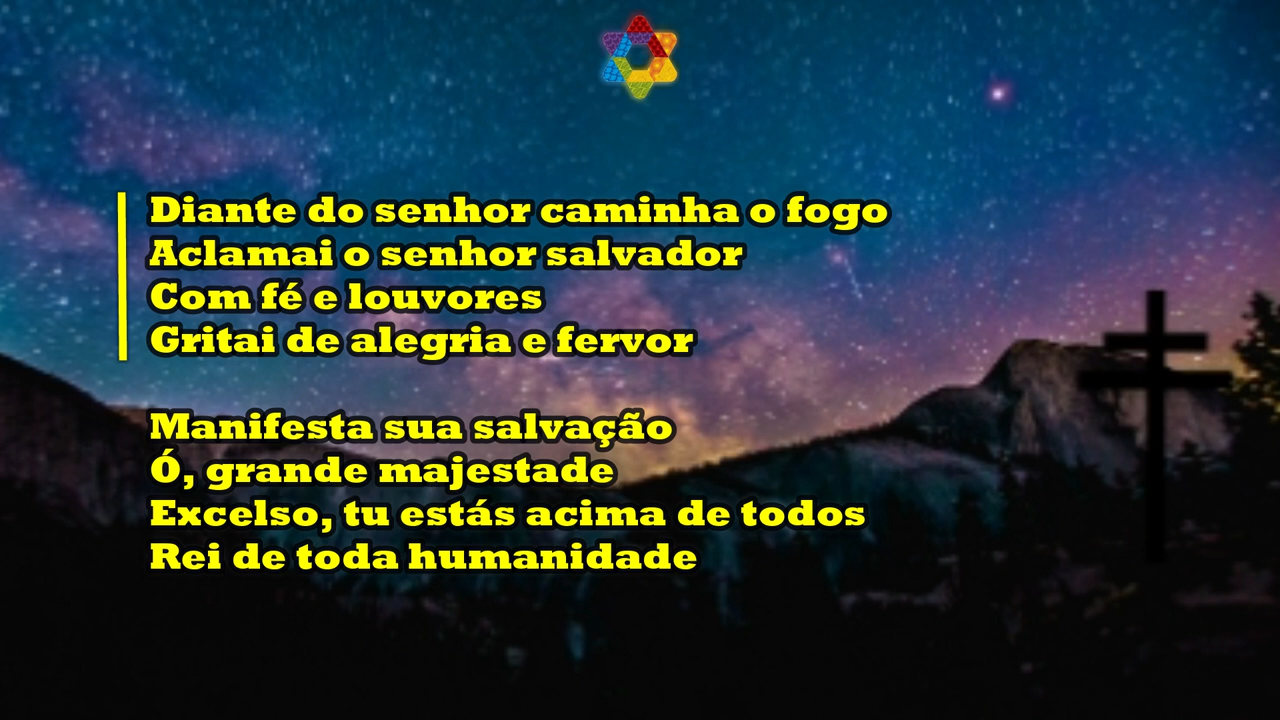 Diante do senhor caminha o fogo
Aclamai o senhor salvador
Com fé e louvores
Gritai de alegria e fervor
Manifesta sua salvação
Ó, grande majestade
Excelso, tu estás acima de todos
Rei de toda humanidade